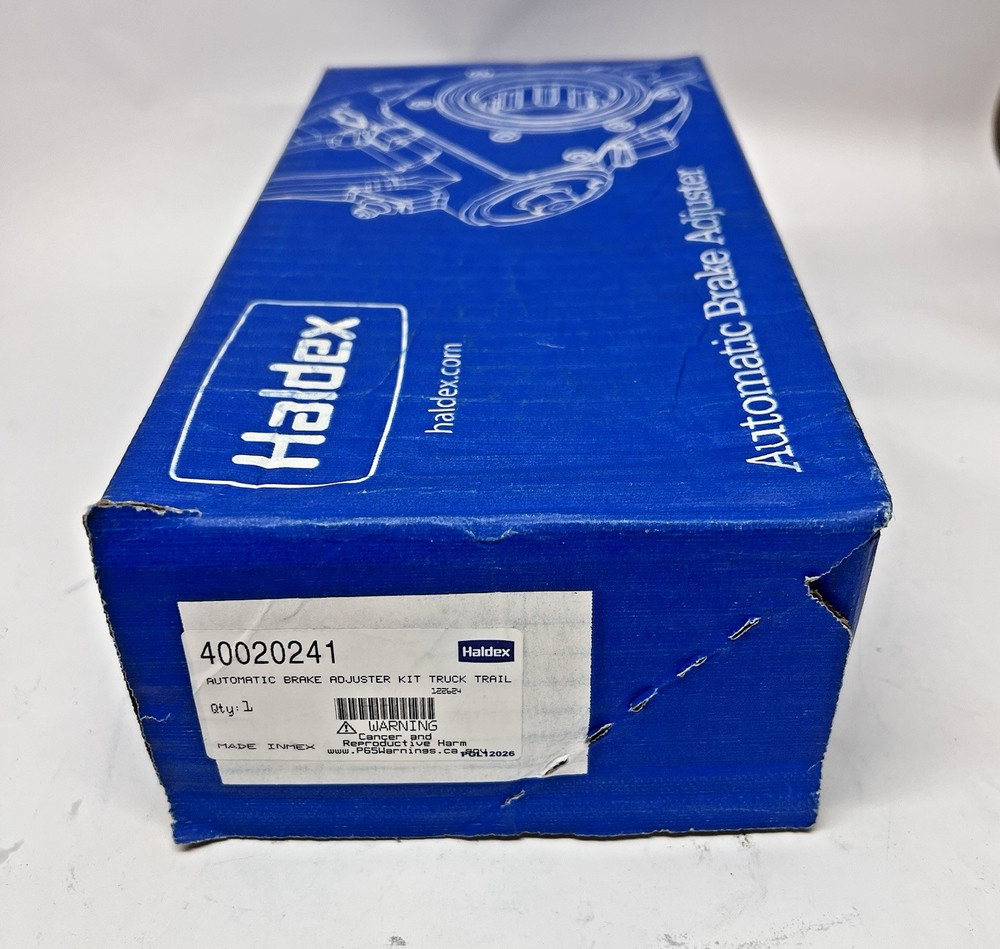 Haldex
haldex.com
Automatic Brake Adjuster
40020241
Haldex
AUTOMATIC BRAKE ADJUSTER KIT TRUCK TRAIL
122624
Qty: 1
WARNING
Cancer and
Reproductive Harm
MADE INMEX
www.P65Warnings.ca.gov
POL12026